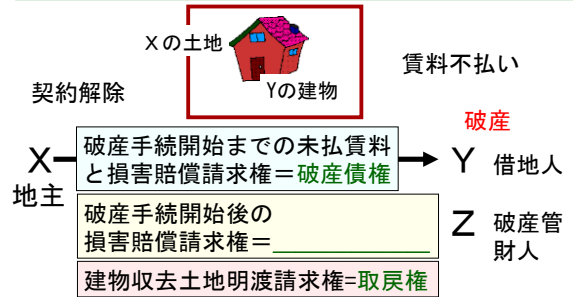 Xの土地
Yの建物
賃料不払い
契約解除
破産
X
地主
破産手続開始までの未払賃料
と損害賠償請求権=破産債権
Y 借地人
破産手続開始後の
損害賠償請求権=
Z 破産管
財人
建物収去土地明渡請求権=取戻権